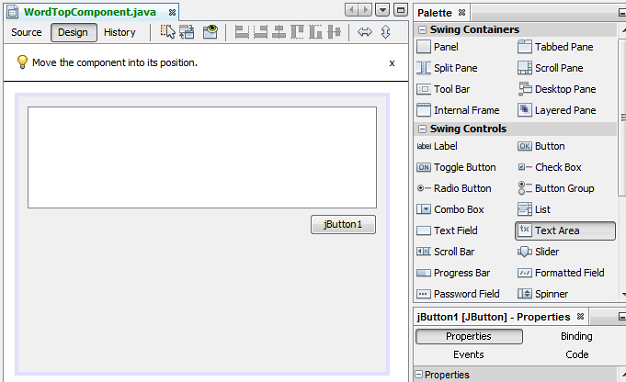 WordTopComponent.java
Source Design History
Move the component into its position. x
jButton1
Palette
Swing Containers
Panel Tabbed Pane
Split Pane Scroll Pane
Tool Bar Desktop Pane
Internal Frame Layered Pane
Swing Controls
label Label OK Button
ON Toggle Button Check Box
Radio Button Button Group
Combo Box List
Text Field tx Text Area
Scroll Bar Slider
Progress Bar Formatted Field
Password Field Spinner
jButton1 [JButton] - Properties
Properties Binding
Events Code
Properties